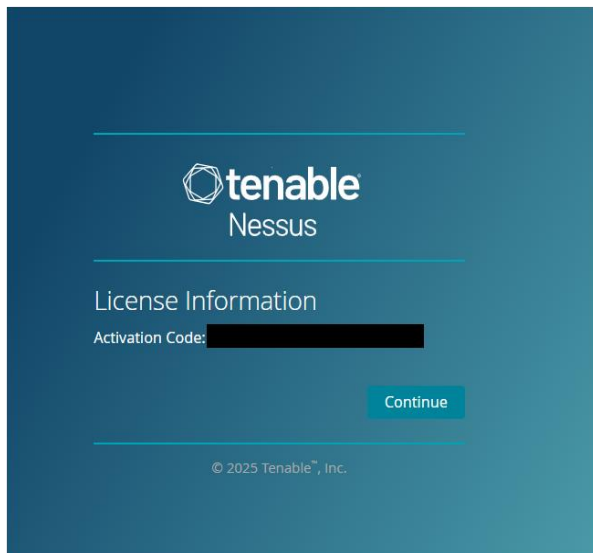 tenable
Nessus
License Information
Activation Code:
Continue
© 2025 Tenable™, Inc.